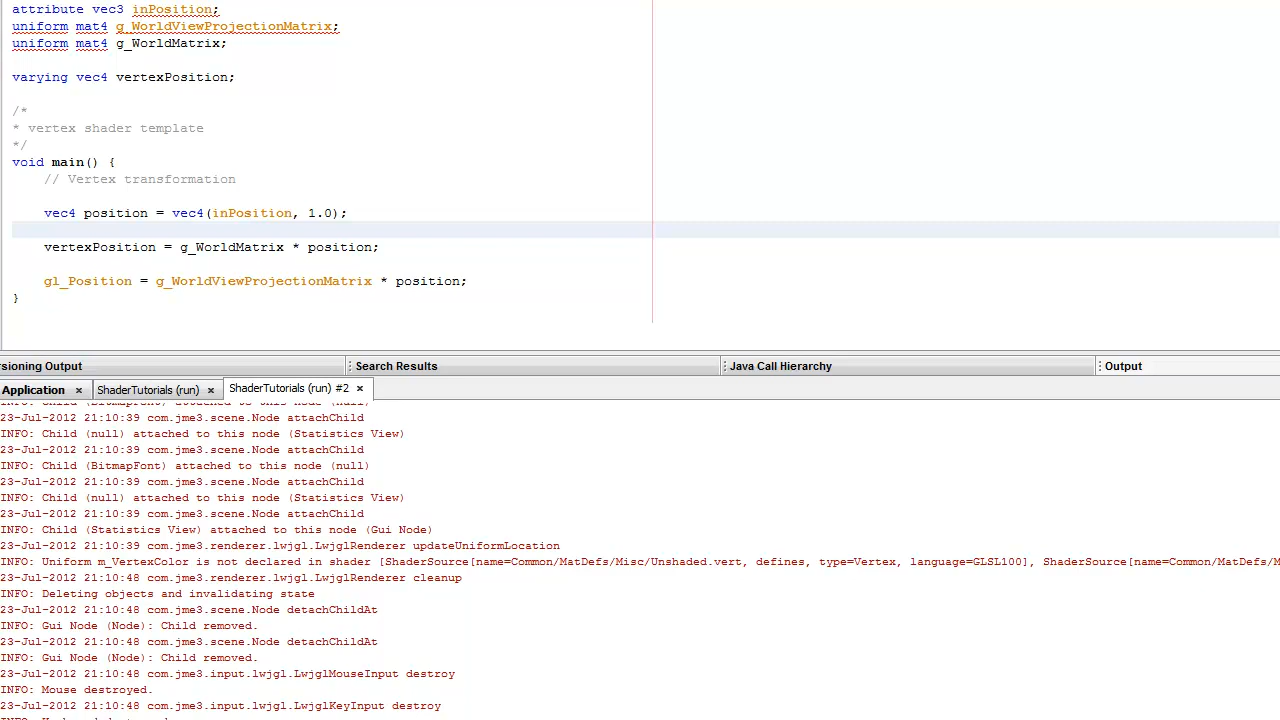 attribute vec3 inPosition;
uniform mat4 g_WorldViewProjectionMatrix;
uniform mat4 g_WorldMatrix;
varying vec4 vertexPosition;
/*
* vertex shader template
*/
void main() {
// Vertex transformation
vec4 position = vec4(inPosition, 1.0);
vertexPosition = g_WorldMatrix * position;
gl_Position = g_WorldViewProjectionMatrix * position;
}
rsioning Output Search Results Java Call Hierarchy Output
Application × ShaderTutorials (run) × ShaderTutorials (run) #2 ×
INFO: Child (BitmapFont) attached to this node (null)
23-Jul-2012 21:10:39 com.jme3.scene.Node attachChild
INFO: Child (null) attached to this node (Statistics View)
23-Jul-2012 21:10:39 com.jme3.scene.Node attachChild
INFO: Child (BitmapFont) attached to this node (null)
23-Jul-2012 21:10:39 com.jme3.scene.Node attachChild
INFO: Child (null) attached to this node (Statistics View)
23-Jul-2012 21:10:39 com.jme3.scene.Node attachChild
INFO: Child (Statistics View) attached to this node (Gui Node)
23-Jul-2012 21:10:39 com.jme3.renderer.lwjgl.LwjglRenderer updateUniformLocation
INFO: Uniform m_VertexColor is not declared in shader [ShaderSource[name=Common/MatDefs/Misc/Unshaded.vert, defines, type=Vertex, language=GLSL100], ShaderSource[name=Common/MatDefs/M
23-Jul-2012 21:10:48 com.jme3.renderer.lwjgl.LwjglRenderer cleanup
INFO: Deleting objects and invalidating state
23-Jul-2012 21:10:48 com.jme3.scene.Node detachChildAt
INFO: Gui Node (Node): Child removed.
23-Jul-2012 21:10:48 com.jme3.scene.Node detachChildAt
INFO: Gui Node (Node): Child removed.
23-Jul-2012 21:10:48 com.jme3.input.lwjgl.LwjglMouseInput destroy
INFO: Mouse destroyed.
23-Jul-2012 21:10:48 com.jme3.input.lwjgl.LwjglKeyInput destroy